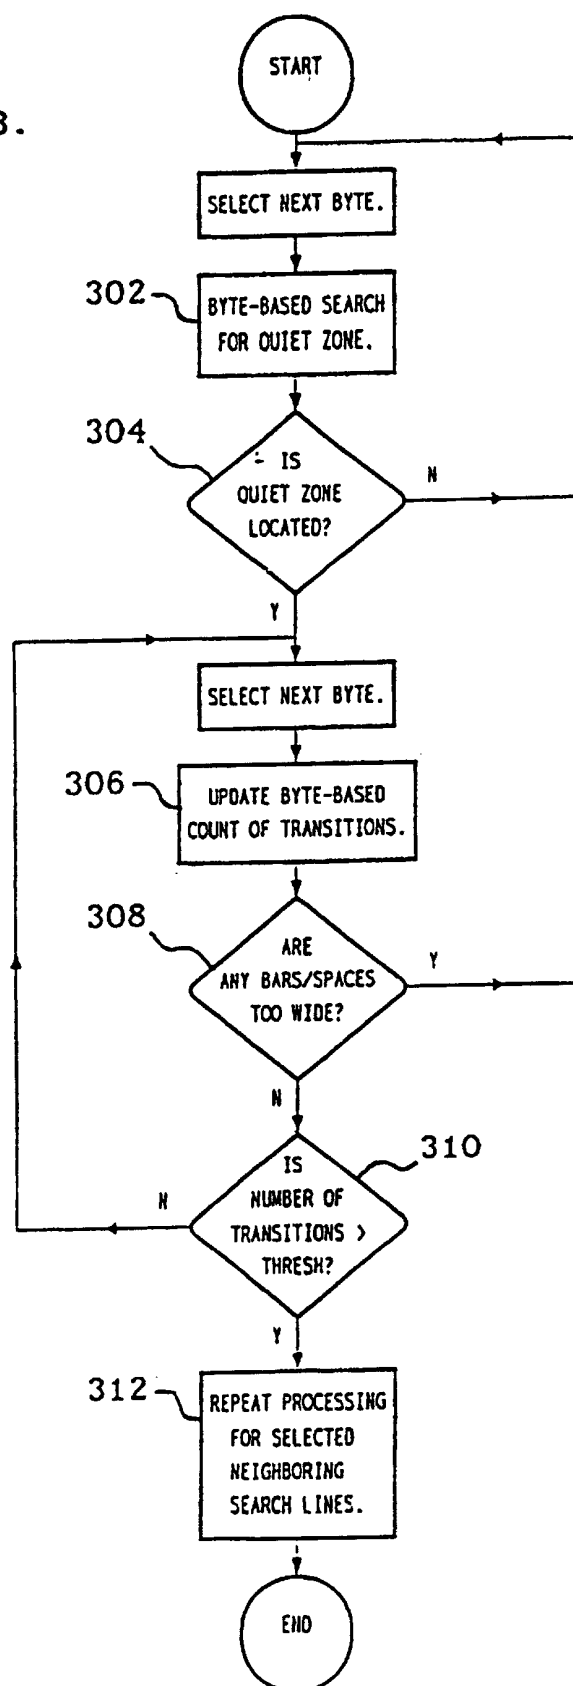 START
3.
SELECT NEXT BYTE.
302
BYTE-BASED SEARCH
FOR QUIET ZONE.
304
IS
QUIET ZONE
LOCATED?
N
Y
SELECT NEXT BYTE.
306
UPDATE BYTE-BASED
COUNT OF TRANSITIONS.
308
ARE
ANY BARS/SPACES
TOO WIDE?
Y
N
310
IS
NUMBER OF
TRANSITIONS >
THRESH?
N
Y
312
REPEAT PROCESSING
FOR SELECTED
NEIGHBORING
SEARCH LINES.
END